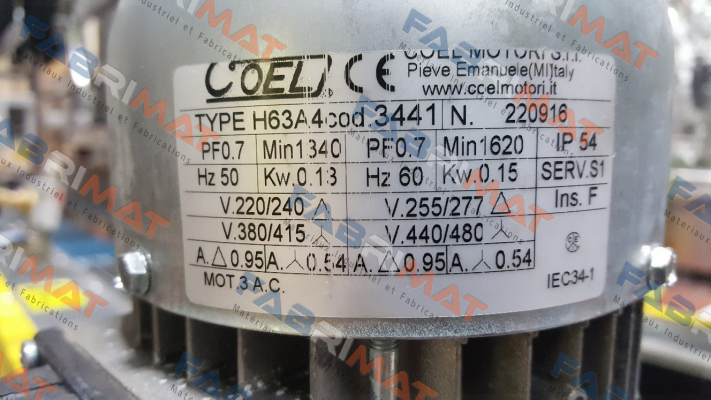 COEL CE COEL MOTORI S.r.l.
Pieve Emanuele(MI)Italy
www.coelmotori.it
TYPE H63A4 cod.3441 N. 220916
PF0.7 Min1340 PF0.7 Min1620 IP 54
Hz 50 Kw.0.13 Hz 60 Kw.0.15 SERV.S1
V.220/240 △ V.255/277 △ Ins. F
V.380/415 V.440/480
A.△0.95 A.⅄0.54 A.△0.95 A.⅄0.54
MOT.3 A.C. IEC34-1
FABRIMAT
Matériaux Industriel et Fabrications